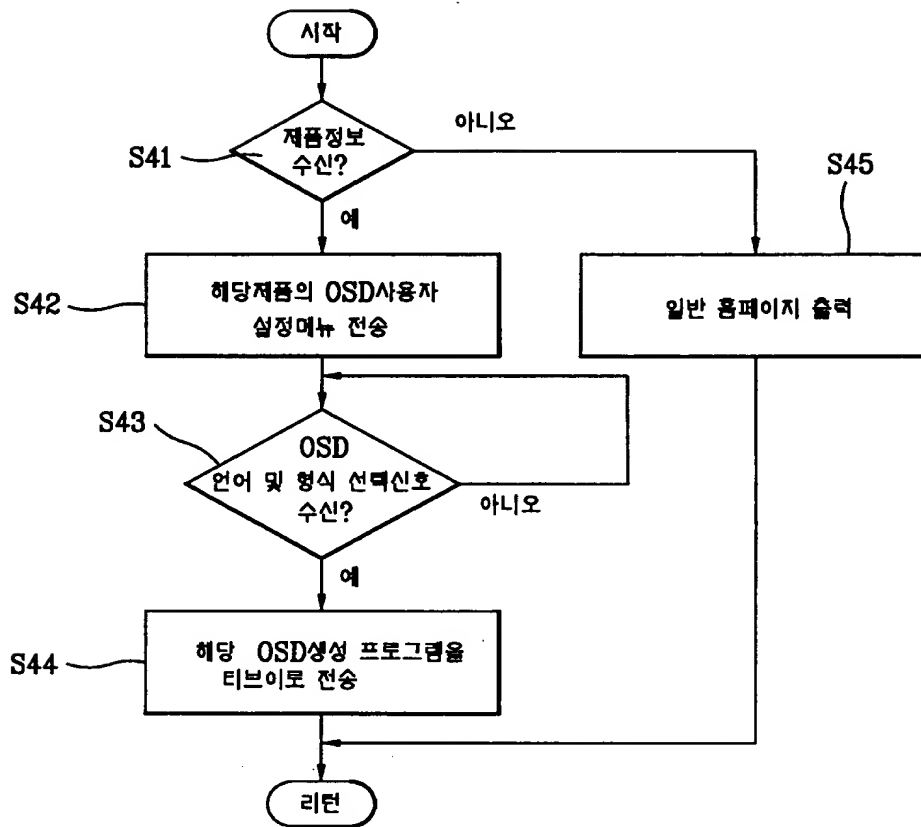 시작
S41
제품정보
수신?
아니오
예
S45
S42
해당제품의 OSD사용자
설정메뉴 전송
일반 홈페이지 출력
S43
OSD
언어 및 형식 선택신호
수신?
아니오
예
S44
해당 OSD생성 프로그램을
티브이로 전송
리턴